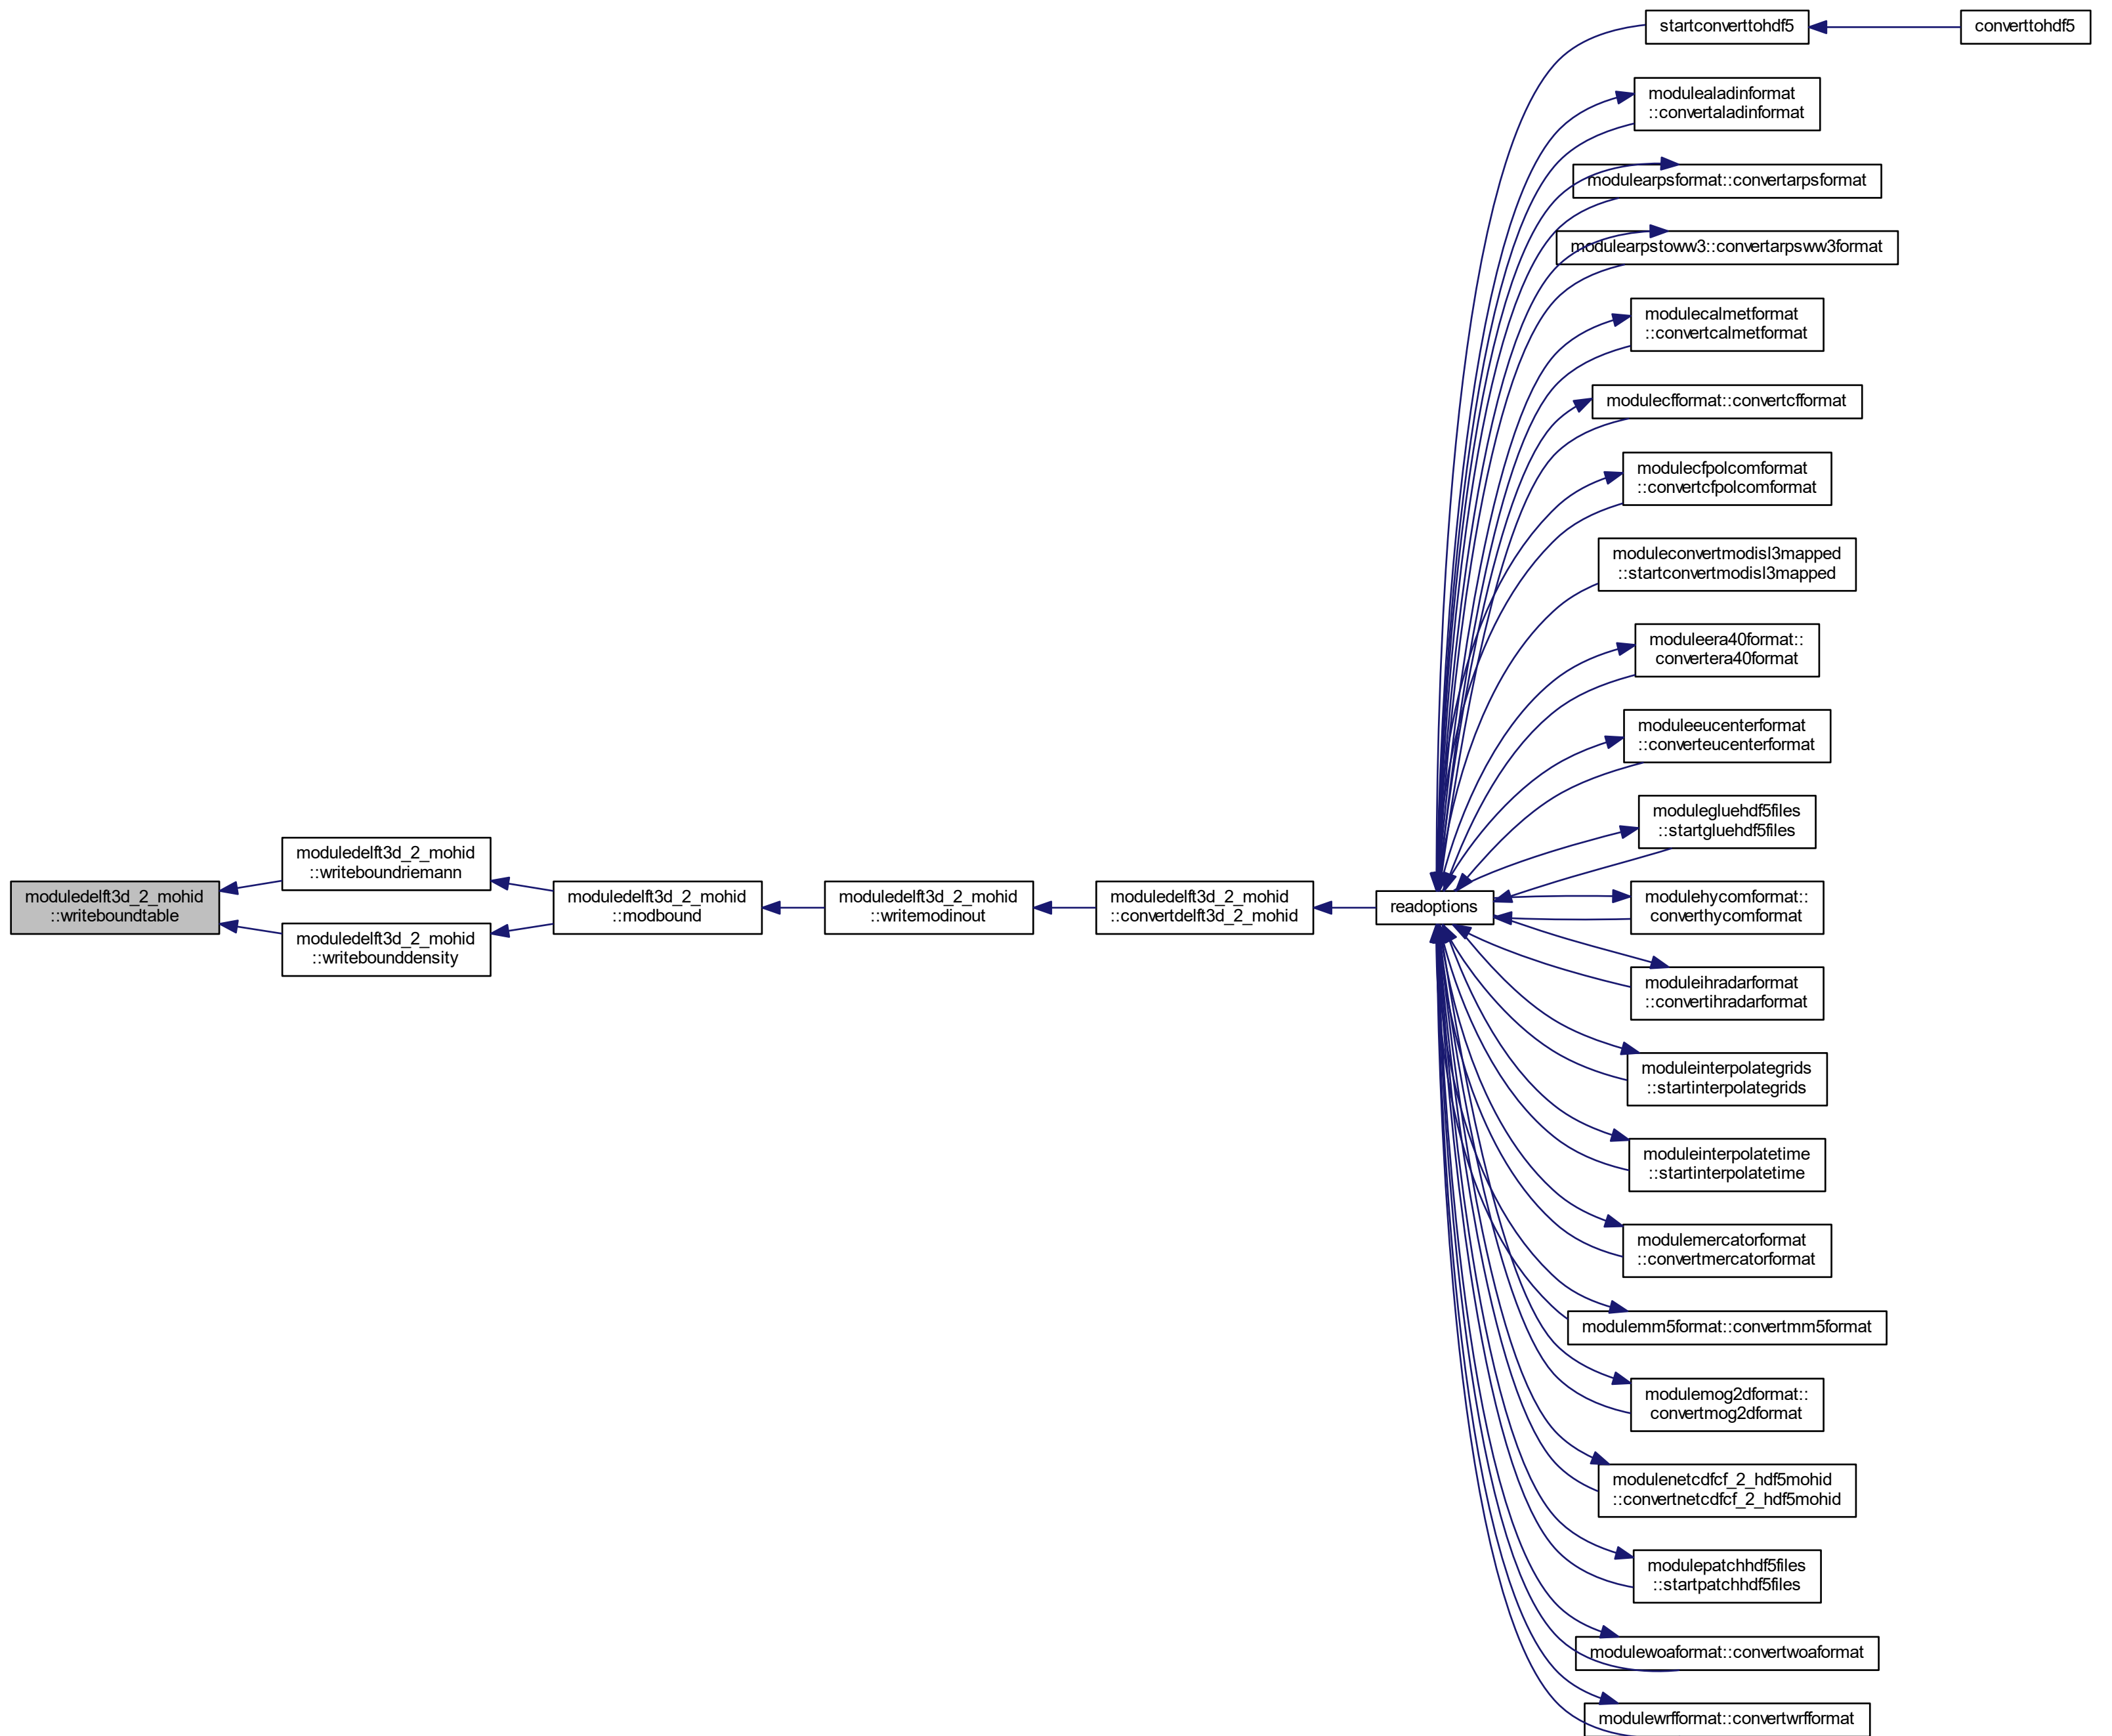 startconverttohdf5
converttohdf5
modulealadinformat
::convertaladinformat
modulearpsformat::convertarpsformat
modulearpstoww3::convertarpsww3format
modulecalmetformat
::convertcalmetformat
modulecfformat::convertcfformat
modulecfpolcomformat
::convertcfpolcomformat
moduleconvertmodisl3mapped
::startconvertmodisl3mapped
moduleera40format::
convertera40format
moduleeucenterformat
::converteucenterformat
modulegluehdf5files
::startgluehdf5files
moduledelft3d_2_mohid
::writeboundtable
moduledelft3d_2_mohid
::writeboundriemann
moduledelft3d_2_mohid
::writebounddensity
moduledelft3d_2_mohid
::modbound
moduledelft3d_2_mohid
::writemodinout
moduledelft3d_2_mohid
::convertdelft3d_2_mohid
readoptions
modulehycomformat::
converthycomformat
moduleihradarformat
::convertihradarformat
moduleinterpolategrids
::startinterpolategrids
moduleinterpolatetime
::startinterpolatetime
modulemercatorformat
::convertmercatorformat
modulemm5format::convertmm5format
modulemog2dformat::
convertmog2dformat
modulenetcdfcf_2_hdf5mohid
::convertnetcdfcf_2_hdf5mohid
modulepatchhdf5files
::startpatchhdf5files
modulewoaformat::convertwoaformat
modulewrfformat::convertwrfformat